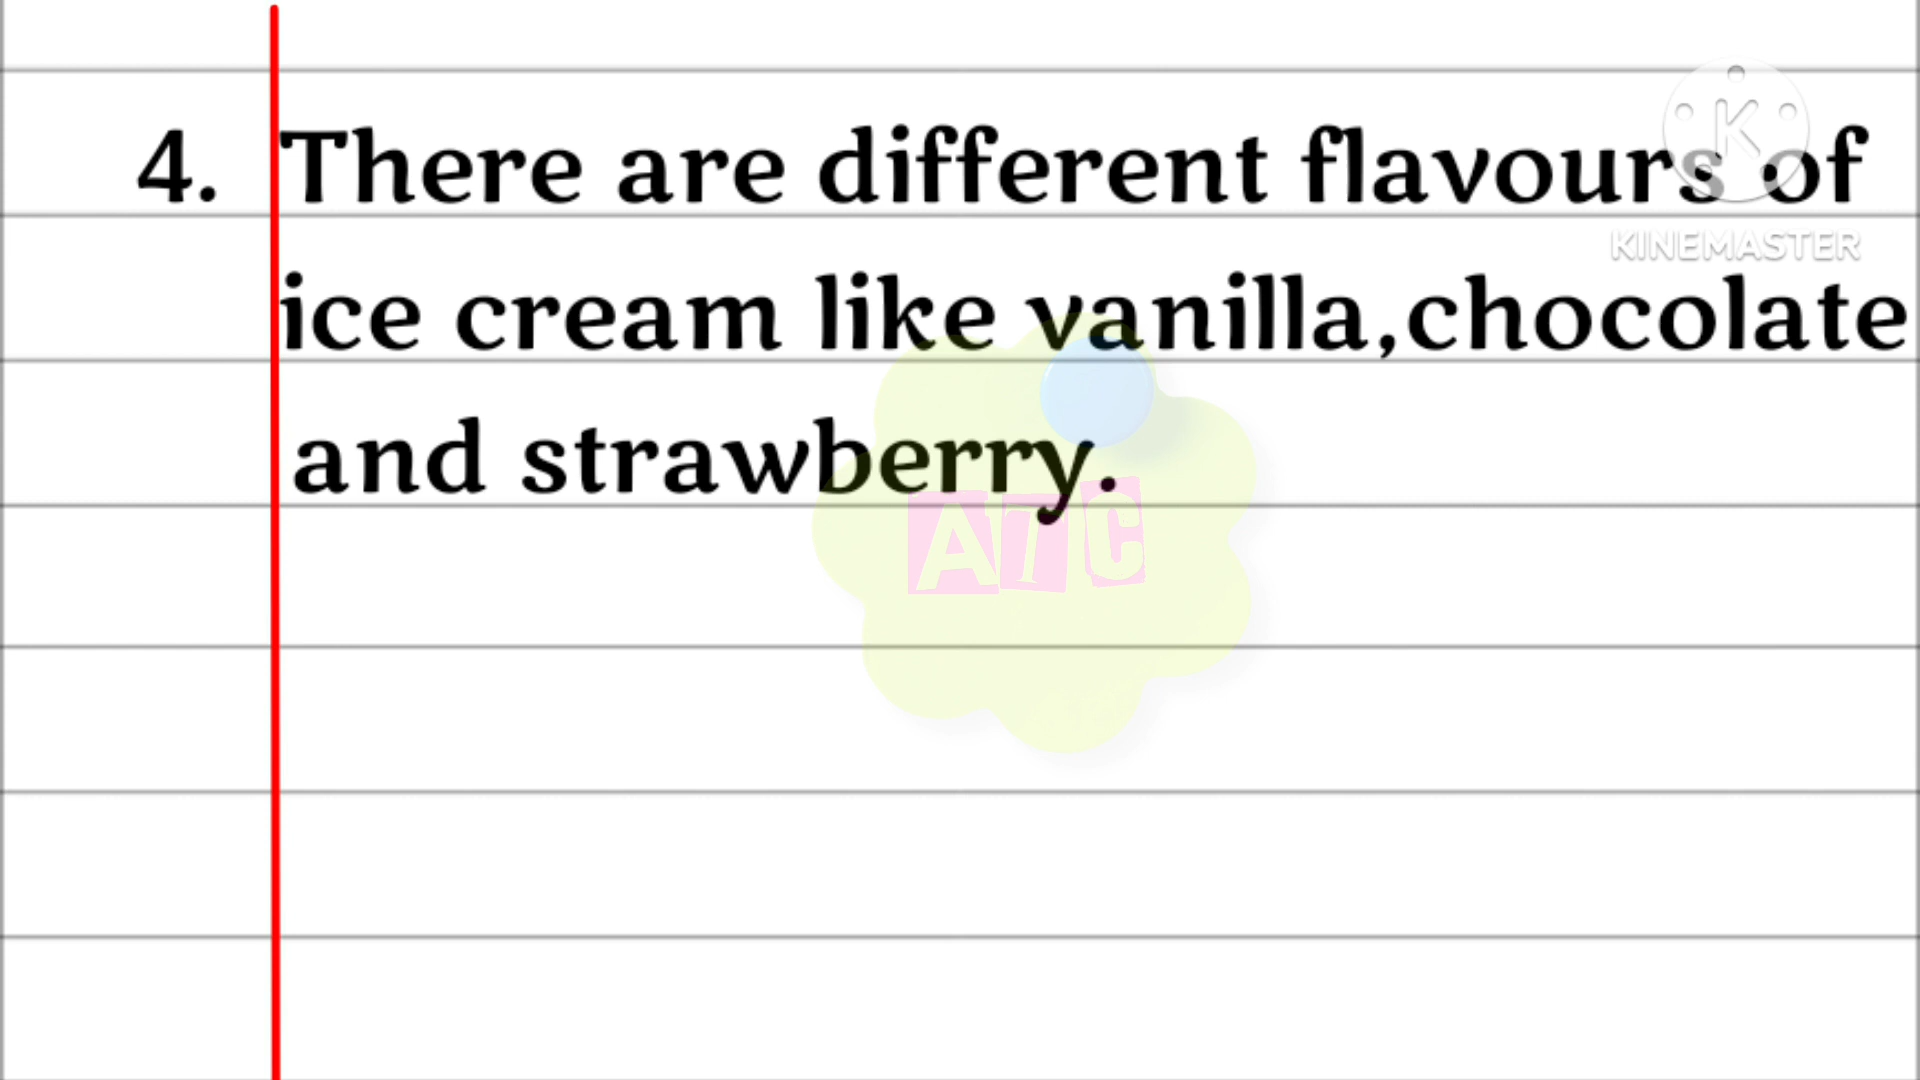 4. There are different flavours of
KINEMASTER
ice cream like vanilla,chocolate
and strawberry.
ATC